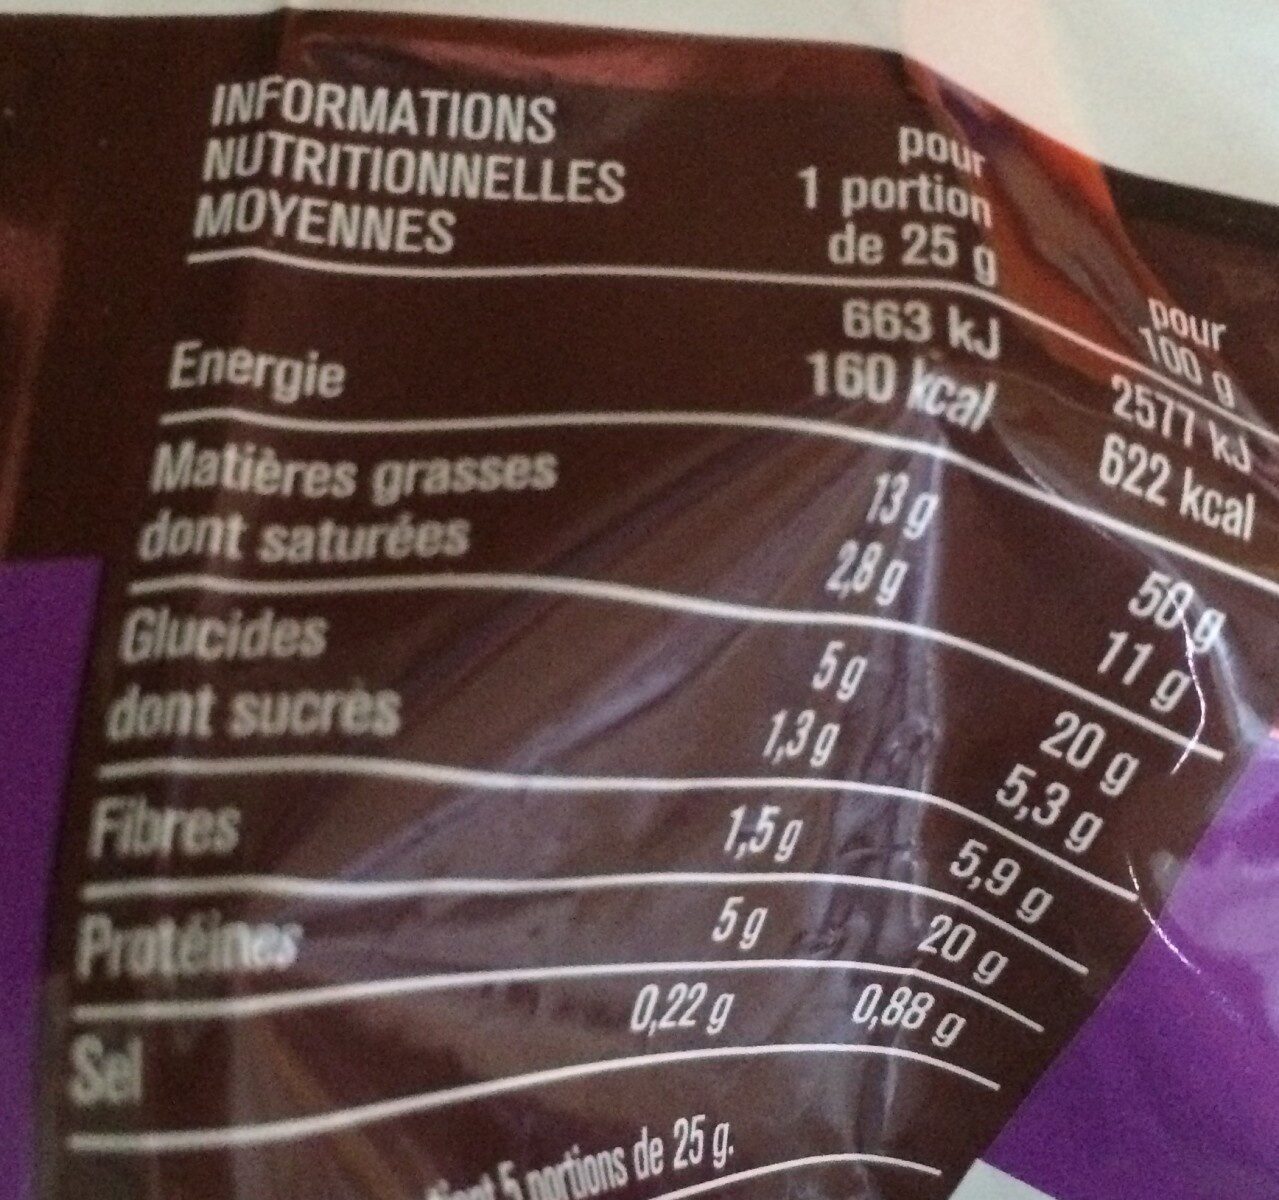 INFORMATIONS
NUTRITIONNELLES
MOYENNES
pour
1 portion
de 25 g
pour
100 g
Energie 663 kJ 2577 kJ
160 kcal 622 kcal
Matières grasses 13 g 50 g
dont saturées 2,8 g 11 g
Glucides 5 g 20 g
dont sucres 1,3 g 5,3 g
Fibres 1,5 g 5,9 g
Protéines 5 g 20 g
Sel 0,22 g 0,88 g
5 portions de 25 g.